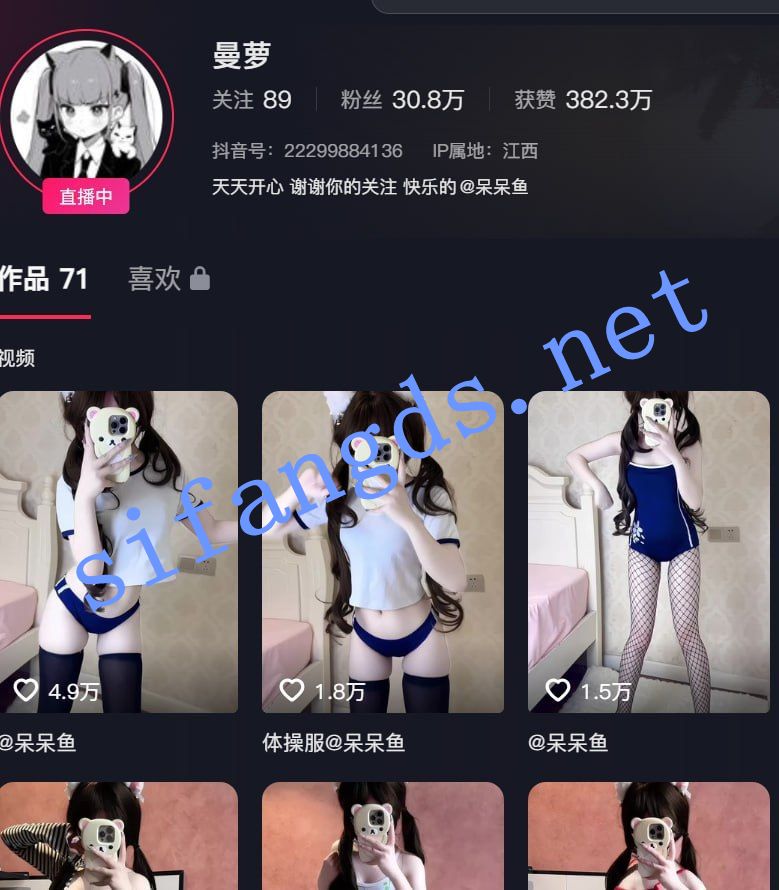 曼萝
关注 89 粉丝 30.8万 获赞 382.3万
抖音号：22299884136 IP属地：江西
天天开心 谢谢你的关注 快乐的@呆呆鱼
直播中
作品 71 喜欢
视频
sifangds.net
4.9万 1.8万 1.5万
@呆呆鱼 体操服@呆呆鱼 @呆呆鱼